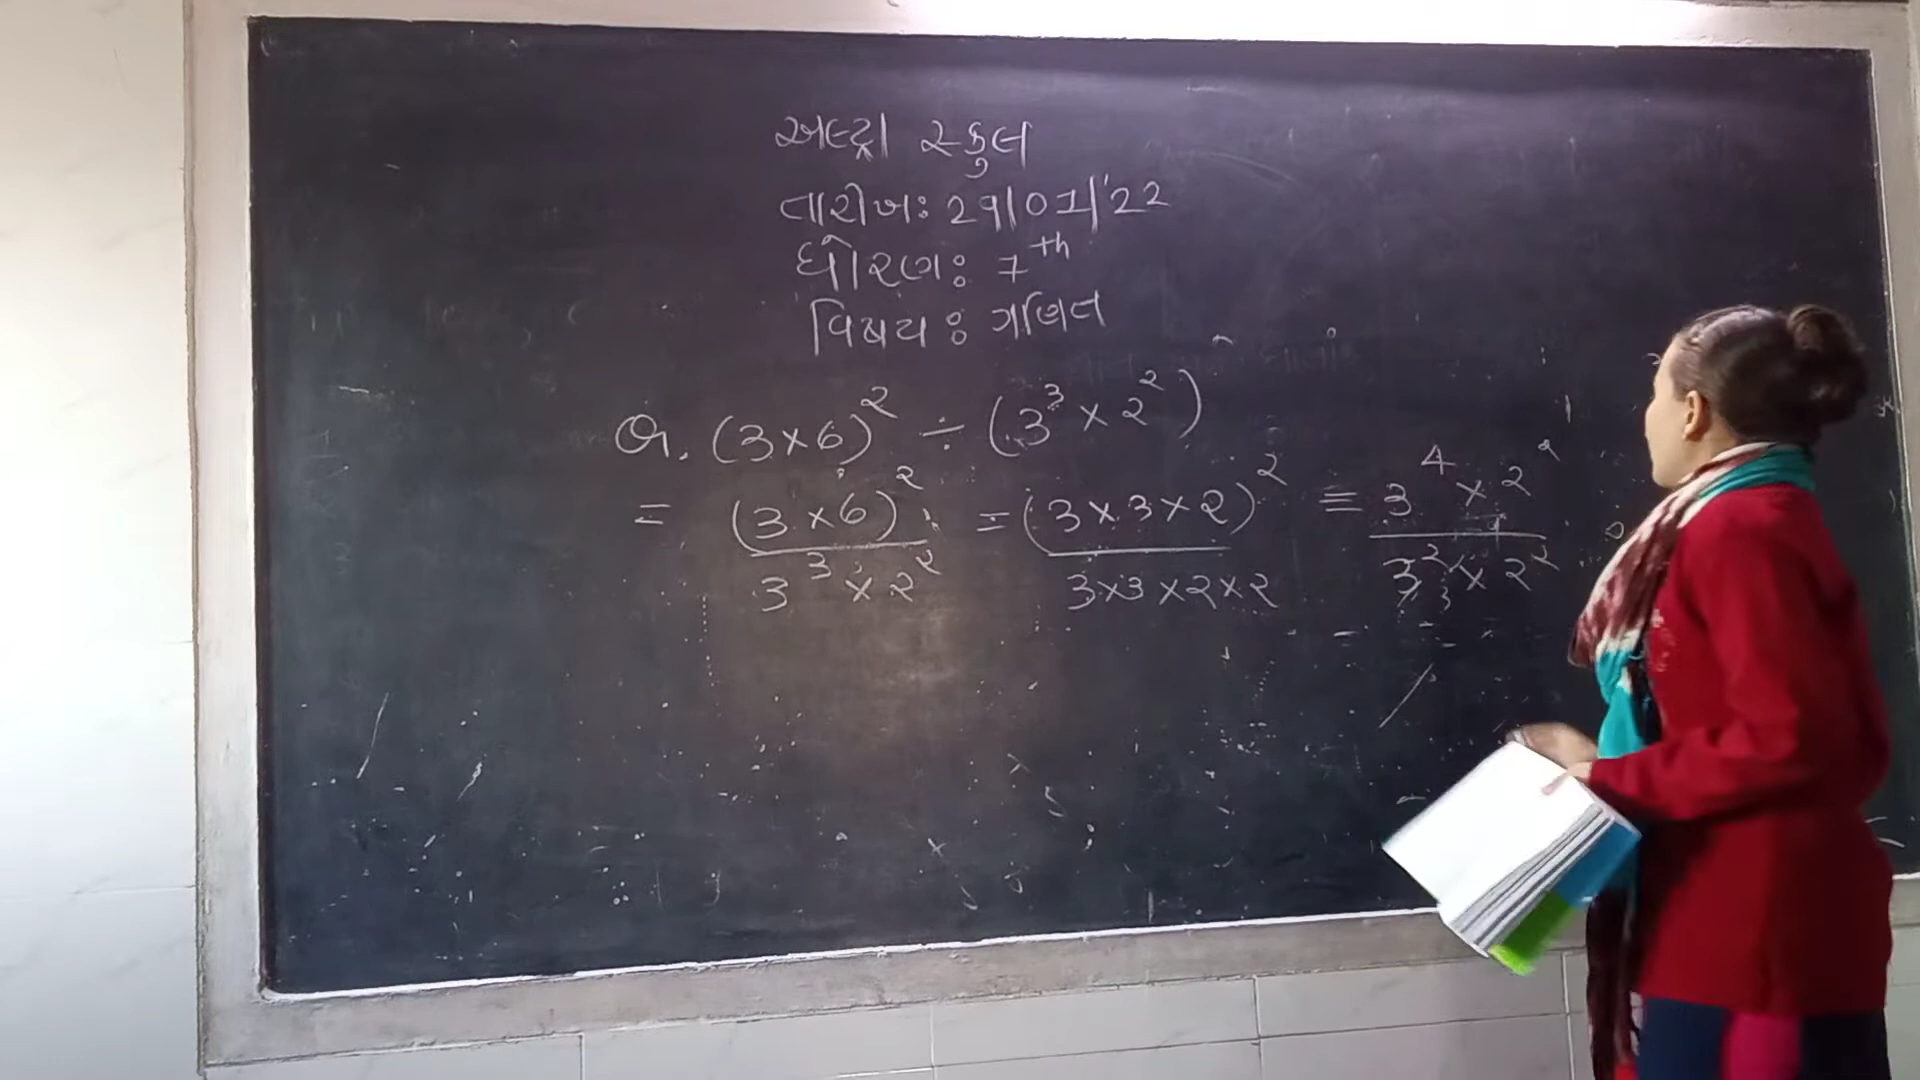 અલ્ટ્રા સ્કુલ
તારીખઃ 29/01/'22
ધોરણઃ 7th
વિષયઃ ગણિત
Q. (3×6)² ÷ (3³ × 2²)
= (3×6)² / 3³ × 2² = (3×3×2)² / 3×3×2×2 = 3⁴ × 2² / 3² × 2²